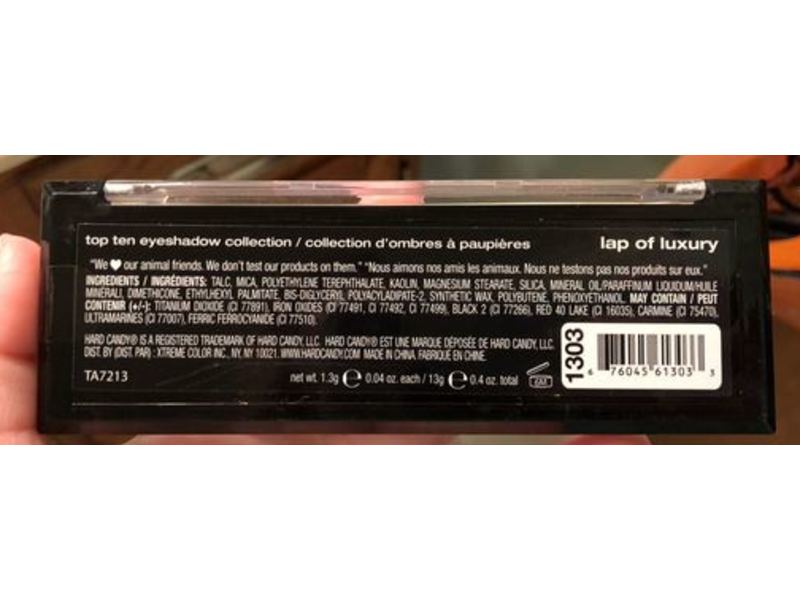 top ten eyeshadow collection / collection d'ombres à paupières
lap of luxury
"We ♥ our animal friends. We don't test our products on them." "Nous aimons nos amis les animaux. Nous ne testons pas nos produits sur eux."
INGREDIENTS / INGRÉDIENTS: TALC, MICA, POLYETHYLENE TEREPHTHALATE, KAOLIN, MAGNESIUM STEARATE, SILICA, MINERAL OIL/PARAFFINUM LIQUIDUM/HUILE
MINERALI, DIMETHICONE, ETHYLHEXYL PALMITATE, BIS-DIGLYCERYL POLYACYLADIPATE-2, SYNTHETIC WAX, POLYBUTENE, PHENOXYETHANOL. MAY CONTAIN / PEUT
CONTENIR (+/-): TITANIUM DIOXIDE (CI 77891), IRON OXIDES (CI 77491, CI 77492, CI 77499), BLACK 2 (CI 77266), RED 40 LAKE (CI 16035), CARMINE (CI 75470),
ULTRAMARINES (CI 77007), FERRIC FERROCYANIDE (CI 77510).
HARD CANDY® IS A REGISTERED TRADEMARK OF HARD CANDY, LLC. HARD CANDY® EST UNE MARQUE DÉPOSÉE DE HARD CANDY, LLC.
DIST. BY (DIST. PAR) : XTREME COLOR INC., NY, NY 10021. WWW.HARDCANDY.COM MADE IN CHINA. FABRIQUÉ EN CHINE.
TA7213
net wt. 1.3g ℮ 0.04 oz. each / 13g ℮ 0.4 oz. total
1303
6 76045 61303 3